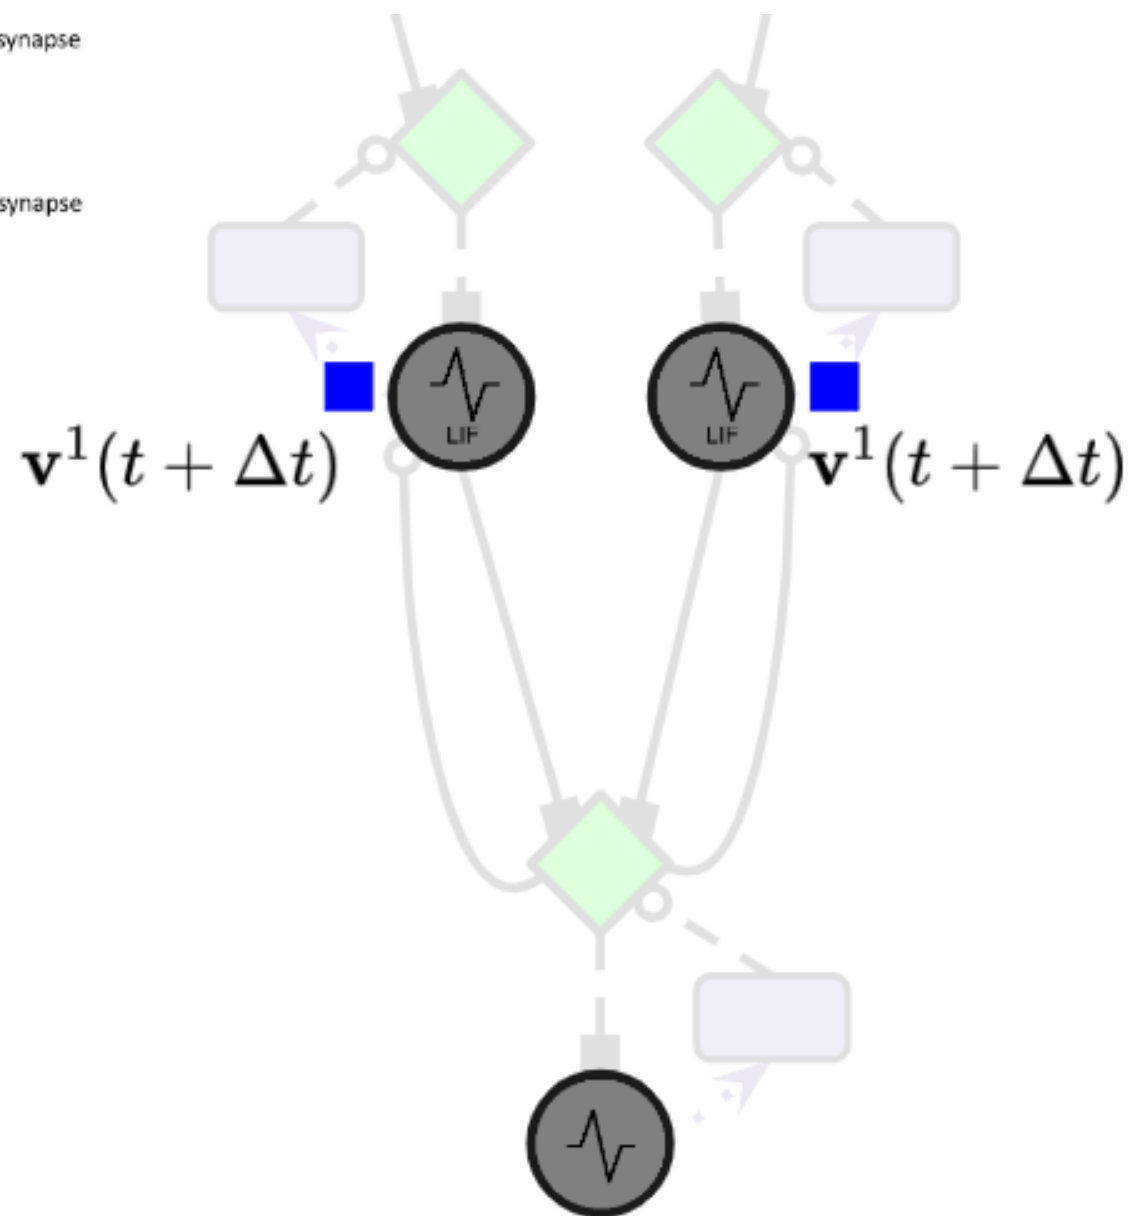 synapse
synapse
LIF LIF
v¹(t + Δt) v¹(t + Δt)